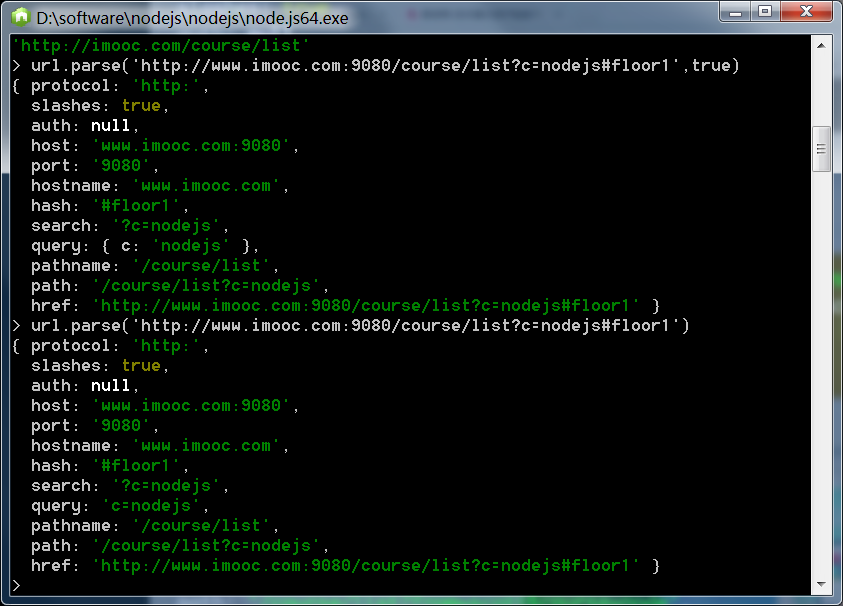 D:\software\nodejs\nodejs\node.js64.exe
'http://imooc.com/course/list'
> url.parse('http://www.imooc.com:9080/course/list?c=nodejs#floor1',true)
{ protocol: 'http:',
  slashes: true,
  auth: null,
  host: 'www.imooc.com:9080',
  port: '9080',
  hostname: 'www.imooc.com',
  hash: '#floor1',
  search: '?c=nodejs',
  query: { c: 'nodejs' },
  pathname: '/course/list',
  path: '/course/list?c=nodejs',
  href: 'http://www.imooc.com:9080/course/list?c=nodejs#floor1' }
> url.parse('http://www.imooc.com:9080/course/list?c=nodejs#floor1')
{ protocol: 'http:',
  slashes: true,
  auth: null,
  host: 'www.imooc.com:9080',
  port: '9080',
  hostname: 'www.imooc.com',
  hash: '#floor1',
  search: '?c=nodejs',
  query: 'c=nodejs',
  pathname: '/course/list',
  path: '/course/list?c=nodejs',
  href: 'http://www.imooc.com:9080/course/list?c=nodejs#floor1' }
>